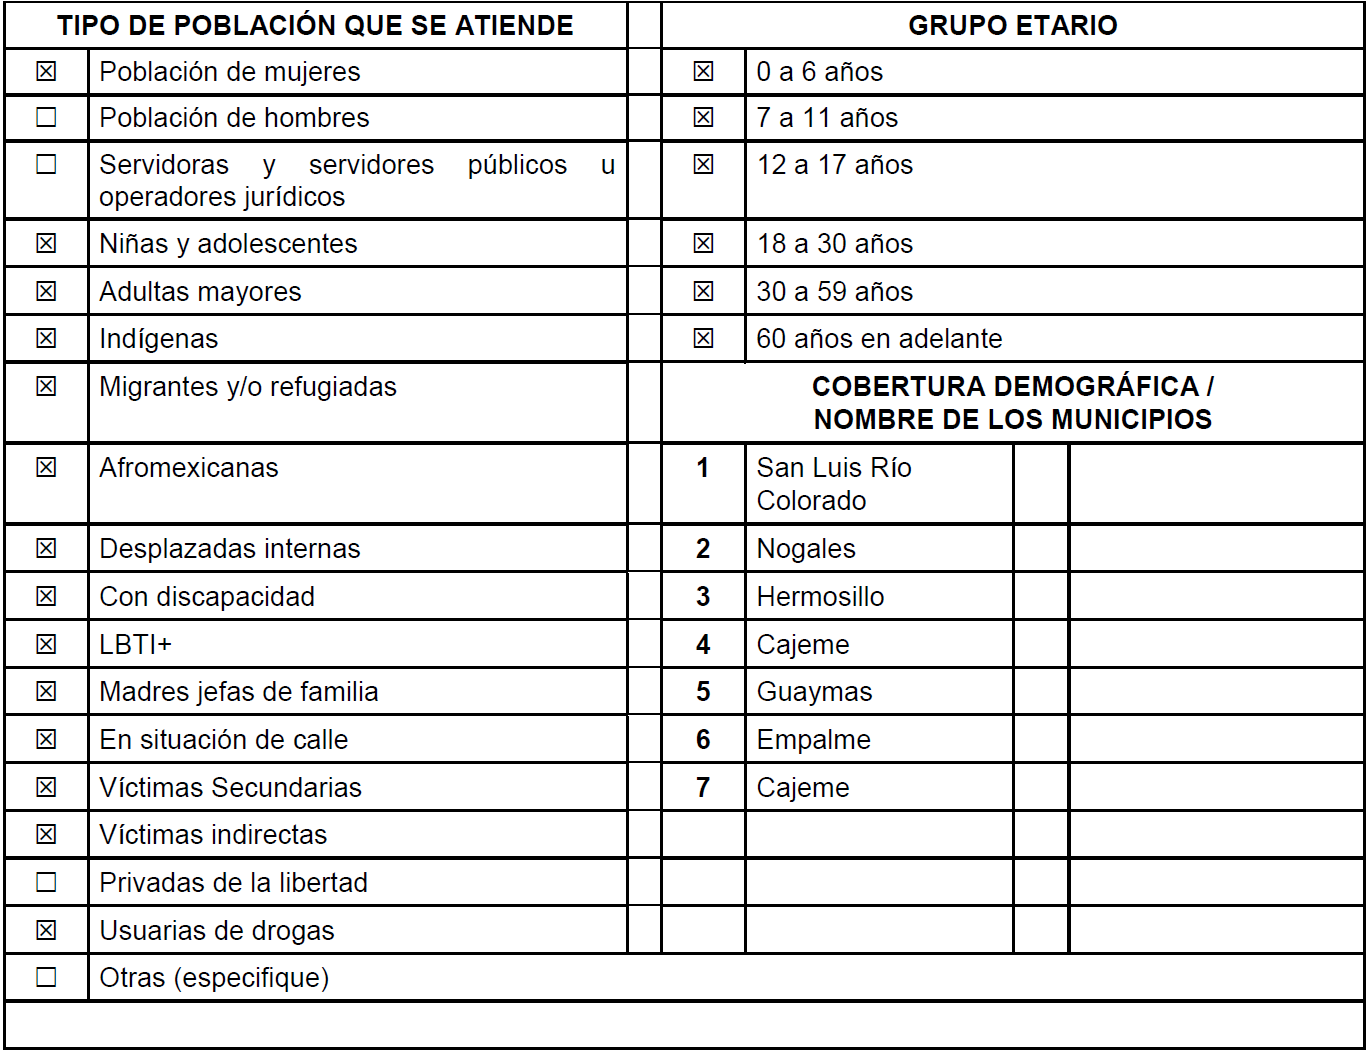 TIPO DE POBLACIÓN QUE SE ATIENDE
GRUPO ETARIO
☒ Población de mujeres
☒ 0 a 6 años
☐ Población de hombres
☒ 7 a 11 años
☐ Servidoras y servidores públicos u
operadores jurídicos
☒ 12 a 17 años
☒ Niñas y adolescentes
☒ 18 a 30 años
☒ Adultas mayores
☒ 30 a 59 años
☒ Indígenas
☒ 60 años en adelante
☒ Migrantes y/o refugiadas
COBERTURA DEMOGRÁFICA /
NOMBRE DE LOS MUNICIPIOS
☒ Afromexicanas
1 San Luis Río
Colorado
☒ Desplazadas internas
2 Nogales
☒ Con discapacidad
3 Hermosillo
☒ LBTI+
4 Cajeme
☒ Madres jefas de familia
5 Guaymas
☒ En situación de calle
6 Empalme
☒ Víctimas Secundarias
7 Cajeme
☒ Víctimas indirectas
☐ Privadas de la libertad
☒ Usuarias de drogas
☐ Otras (especifique)